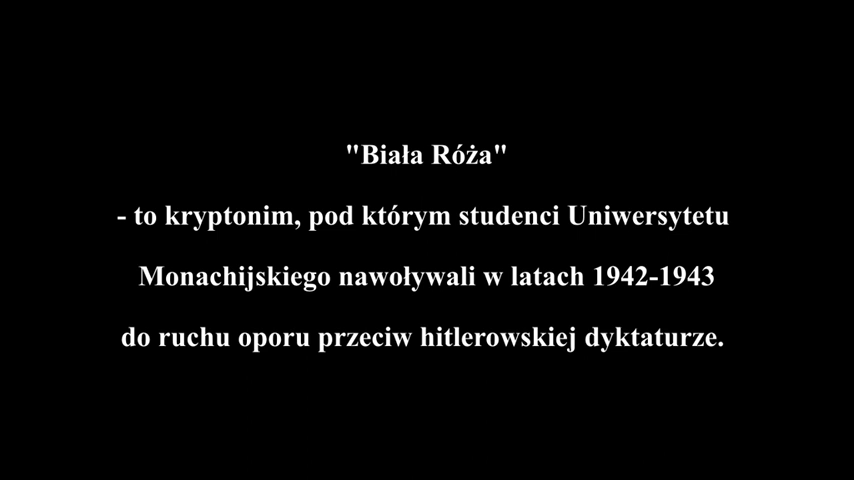 "Biała Róża"
- to kryptonim, pod którym studenci Uniwersytetu
Monachijskiego nawoływali w latach 1942-1943
do ruchu oporu przeciw hitlerowskiej dyktaturze.